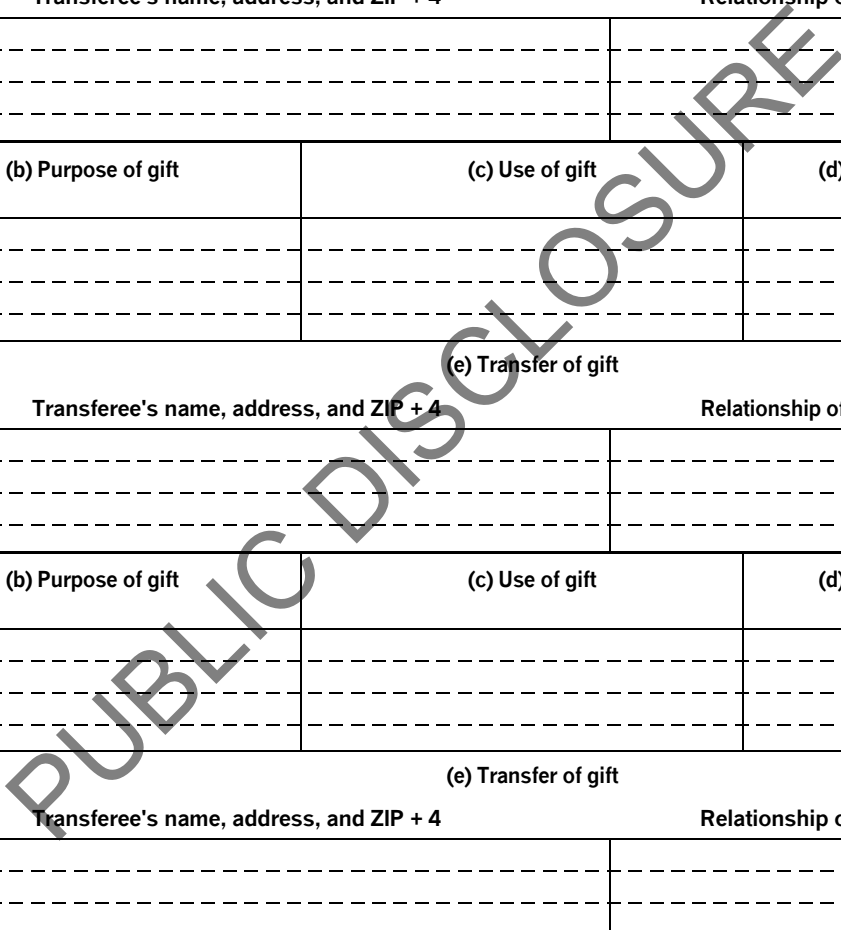 Transferee's name, address, and ZIP + 4 Relationship
(b) Purpose of gift (c) Use of gift (d)
(e) Transfer of gift
Transferee's name, address, and ZIP + 4 Relationship of
(b) Purpose of gift (c) Use of gift (d)
(e) Transfer of gift
Transferee's name, address, and ZIP + 4 Relationship
PUBLIC DISCLOSURE